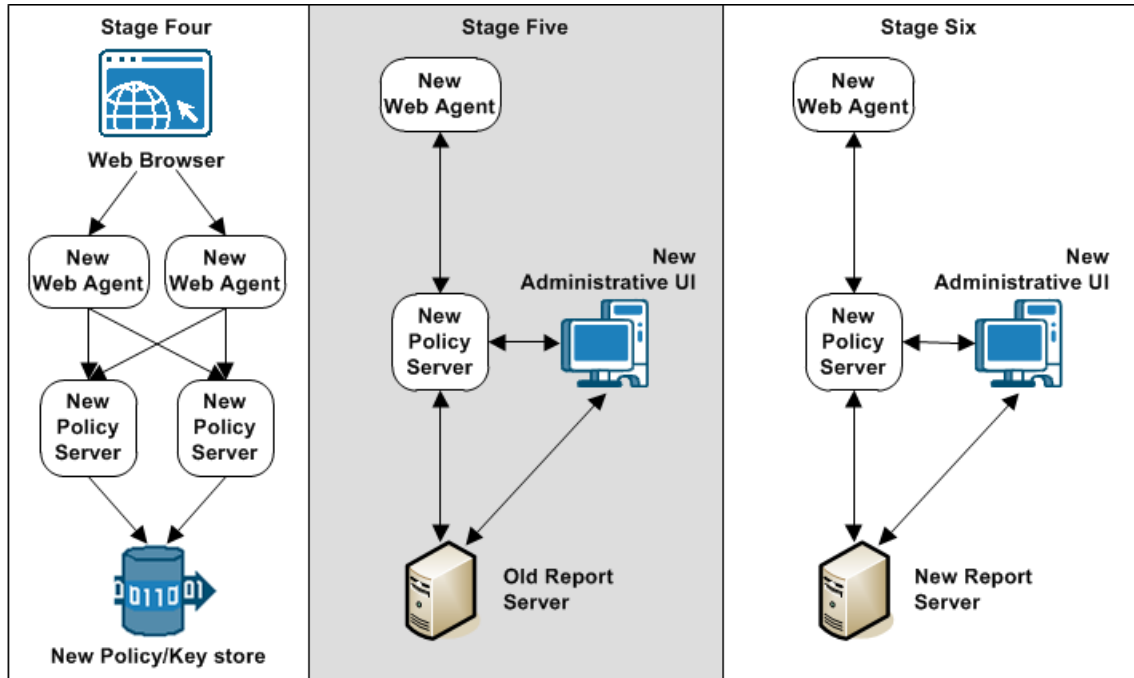 Stage Four
Web Browser
New
Web Agent
New
Web Agent
New
Policy
Server
New
Policy
Server
0110
01
New Policy/Key store
Stage Five
New
Web Agent
New
Administrative UI
New
Policy
Server
Old Report
Server
Stage Six
New
Web Agent
New
Administrative UI
New
Policy
Server
New Report
Server